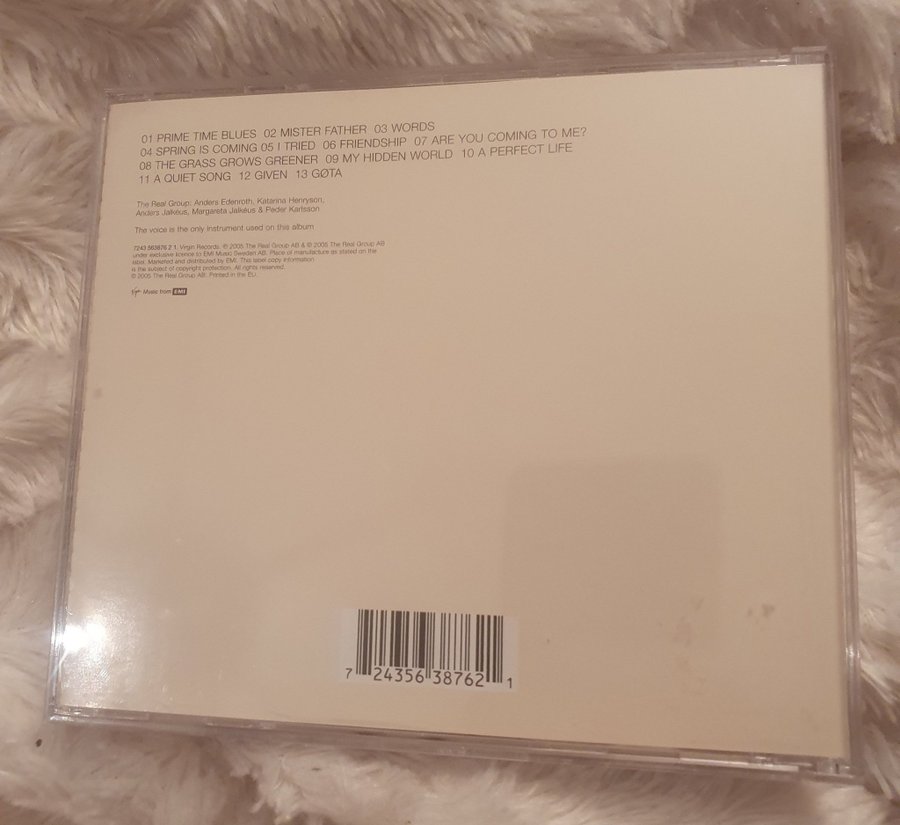 01 PRIME TIME BLUES 02 MISTER FATHER 03 WORDS
04 SPRING IS COMING 05 I TRIED 06 FRIENDSHIP 07 ARE YOU COMING TO ME?
08 THE GRASS GROWS GREENER 09 MY HIDDEN WORLD 10 A PERFECT LIFE
11 A QUIET SONG 12 GIVEN 13 GØTA
The Real Group: Anders Edenroth, Katarina Henryson,
Anders Jalkéus, Margareta Jalkéus & Peder Karlsson
The voice is the only instrument used on this album
7243 563876 2 1. Virgin Records. ℗ 2005 The Real Group AB & © 2005 The Real Group AB
under exclusive licence to EMI Music Sweden AB. Place of manufacture as stated on the
label. Marketed and distributed by EMI. This label copy information
is the subject of copyright protection. All rights reserved.
© 2005 The Real Group AB. Printed in the EU.
Virgin Music from EMI
7 24356 38762 1